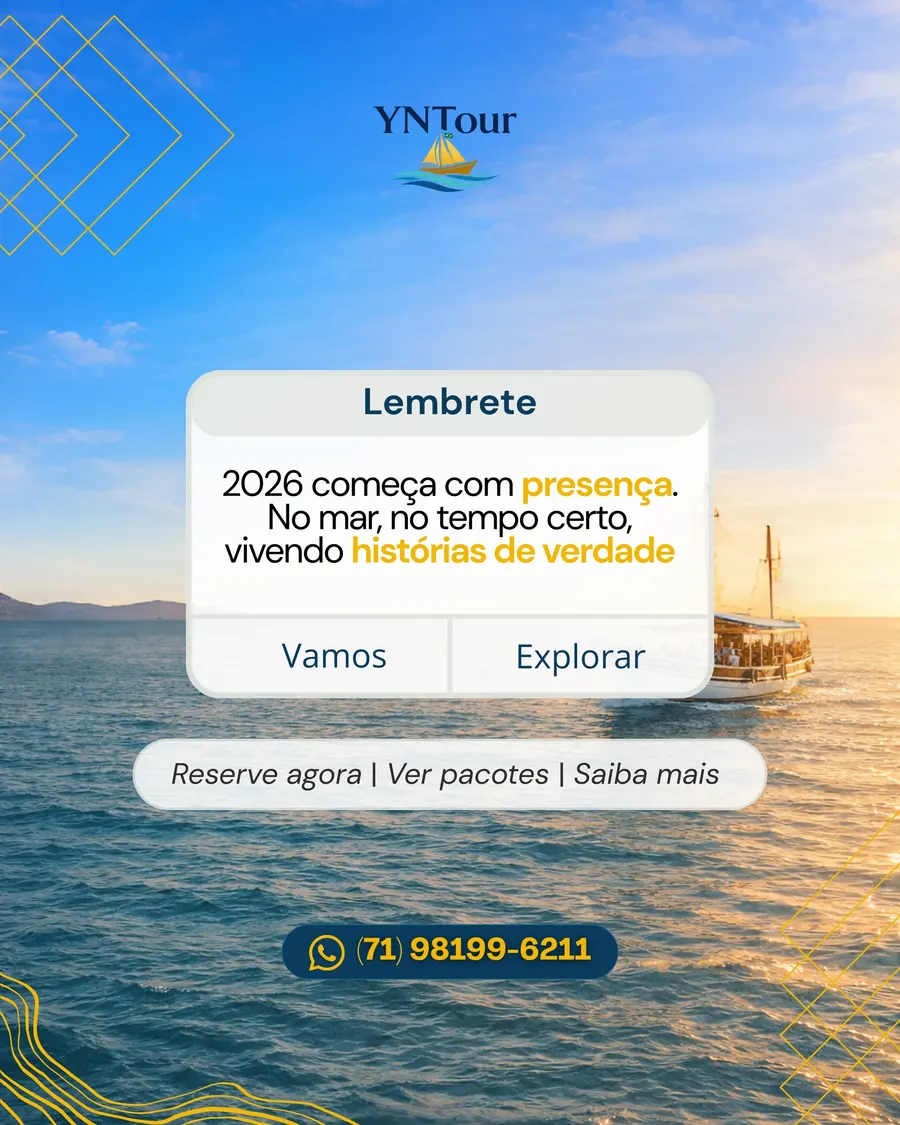 YNTour
Lembrete
2026 começa com presença.
No mar, no tempo certo,
vivendo histórias de verdade
Vamos
Explorar
Reserve agora | Ver pacotes | Saiba mais
(71) 98199-6211